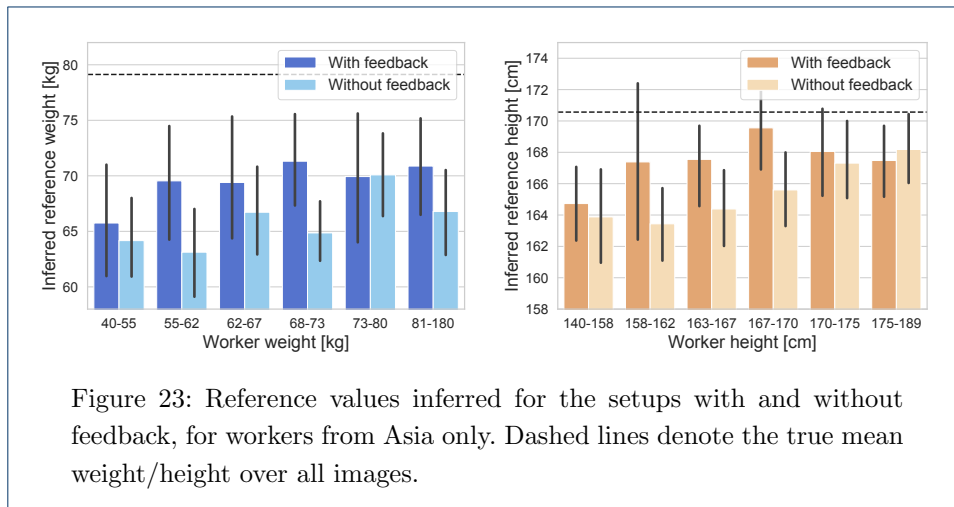 With feedback
Without feedback
Inferred reference weight [kg]
80
75
70
65
60
40-55 55-62 62-67 68-73 73-80 81-180
Worker weight [kg]
With feedback
Without feedback
Inferred reference height [cm]
174
172
170
168
166
164
162
160
158
140-158 158-162 163-167 167-170 170-175 175-189
Worker height [cm]
Figure 23: Reference values inferred for the setups with and without
feedback, for workers from Asia only. Dashed lines denote the true mean
weight/height over all images.